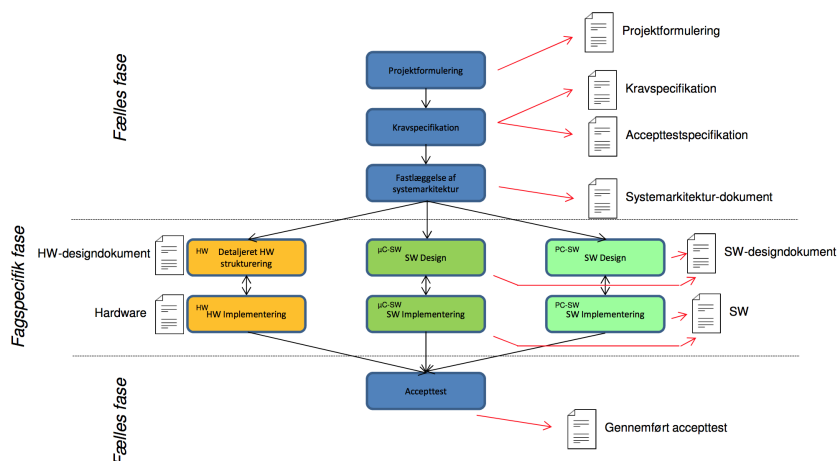 Fælles fase
Projektformulering
Projektformulering
Kravspecifikation
Kravspecifikation
Accepttestspecifikation
Fastlæggelse af
systemarkitektur
Systemarkitektur-dokument
Fagspecifik fase
HW-designdokument
HW
Detaljeret HW
strukturering
µC-SW
SW Design
PC-SW
SW Design
SW-designdokument
Hardware
HW
HW Implementering
µC-SW
SW Implementering
PC-SW
SW Implementering
SW
Fælles fase
Accepttest
Gennemført accepttest